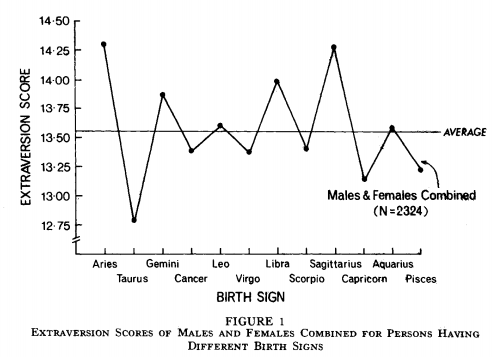 14·50
14·25
14·00
13·75
13·50
13·25
13·00
12·75
EXTRAVERSION SCORE
AVERAGE
Males & Females Combined
(N=2324)
Aries
Taurus
Gemini
Cancer
Leo
Virgo
Libra
Scorpio
Sagittarius
Capricorn
Aquarius
Pisces
BIRTH SIGN
FIGURE 1
EXTRAVERSION SCORES OF MALES AND FEMALES COMBINED FOR PERSONS HAVING
DIFFERENT BIRTH SIGNS